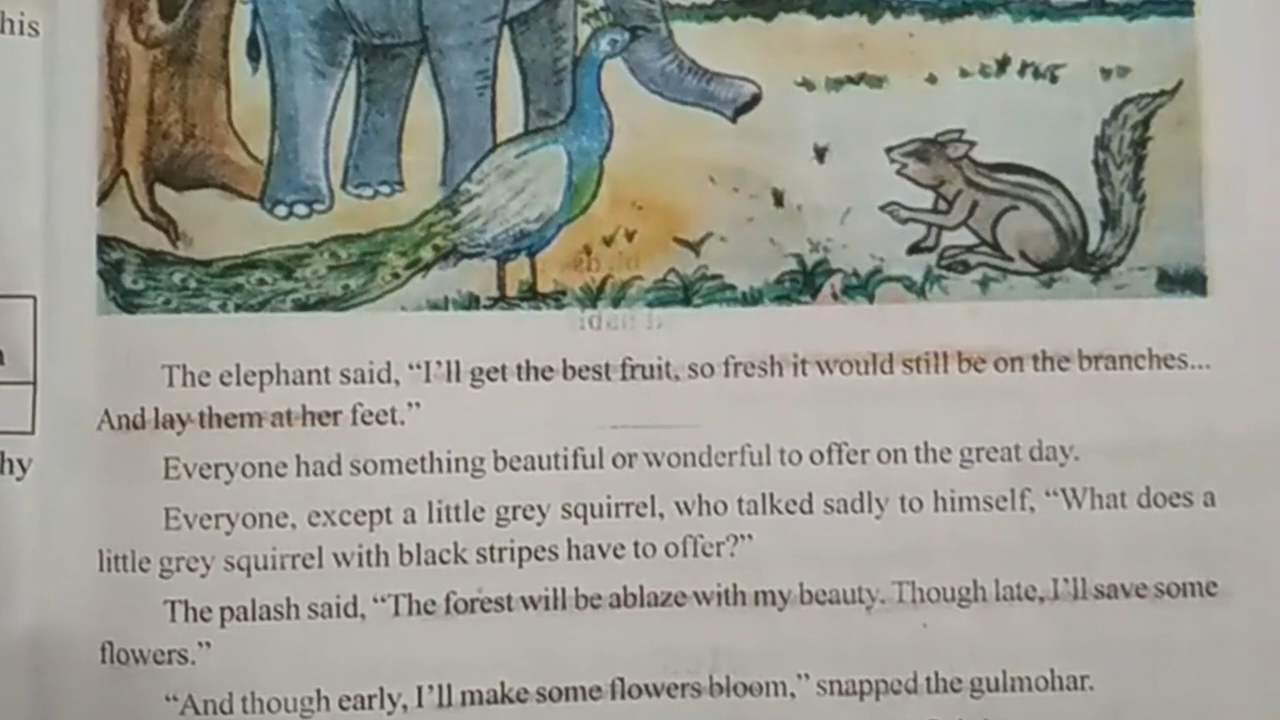 his
The elephant said, “I’ll get the best fruit, so fresh it would still be on the branches...
And lay them at her feet.”
Everyone had something beautiful or wonderful to offer on the great day.
hy
Everyone, except a little grey squirrel, who talked sadly to himself, “What does a
little grey squirrel with black stripes have to offer?”
The palash said, “The forest will be ablaze with my beauty. Though late, I’ll save some
flowers.”
“And though early, I’ll make some flowers bloom,” snapped the gulmohar.